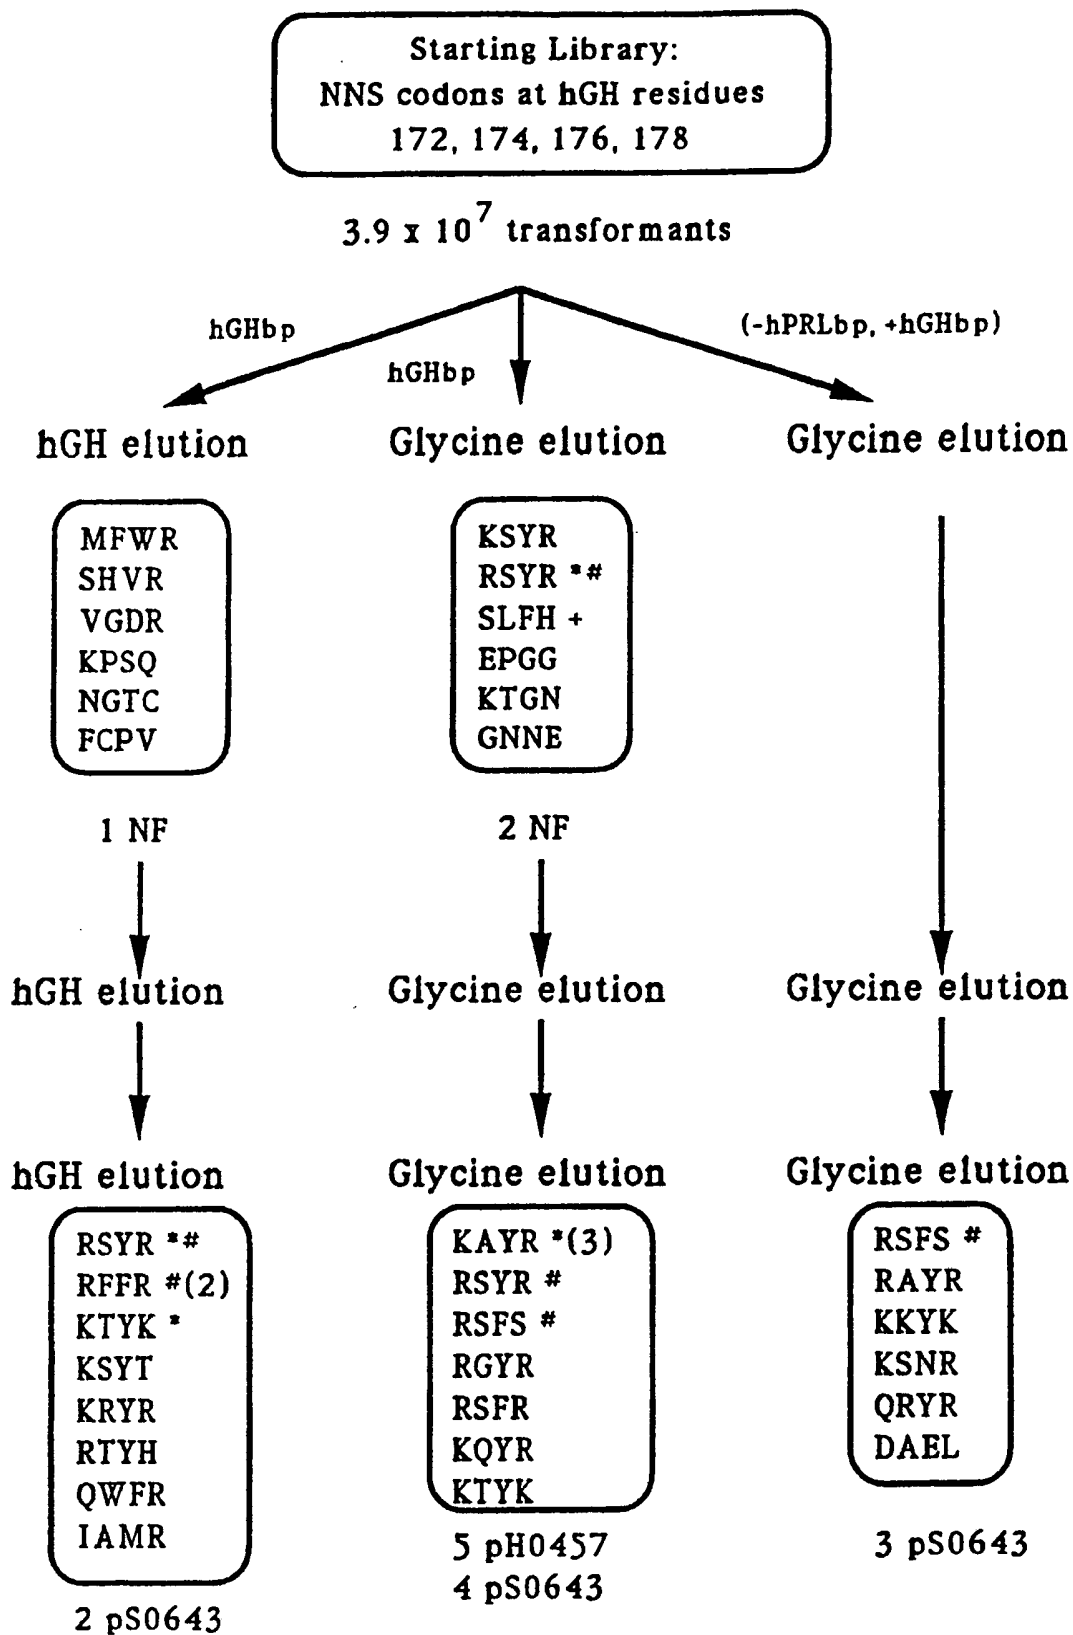 Starting Library:
NNS codons at hGH residues
172, 174, 176, 178
3.9 x 10^7 transformants
hGHbp
hGHbp
(-hPRLbp, +hGHbp)
hGH elution
Glycine elution
Glycine elution
MFWR
SHVR
VGDR
KPSQ
NGTC
FCPV
KSYR
RSYR *#
SLFH +
EPGG
KTGN
GNNE
1 NF
2 NF
hGH elution
Glycine elution
Glycine elution
hGH elution
Glycine elution
Glycine elution
RSYR *#
RFFR #(2)
KTYK *
KSYT
KRYR
RTYH
QWFR
IAMR
KAYR *(3)
RSYR #
RSFS #
RGYR
RSFR
KQYR
KTYK
RSFS #
RAYR
KKYK
KSNR
QRYR
DAEL
2 pS0643
5 pH0457
4 pS0643
3 pS0643